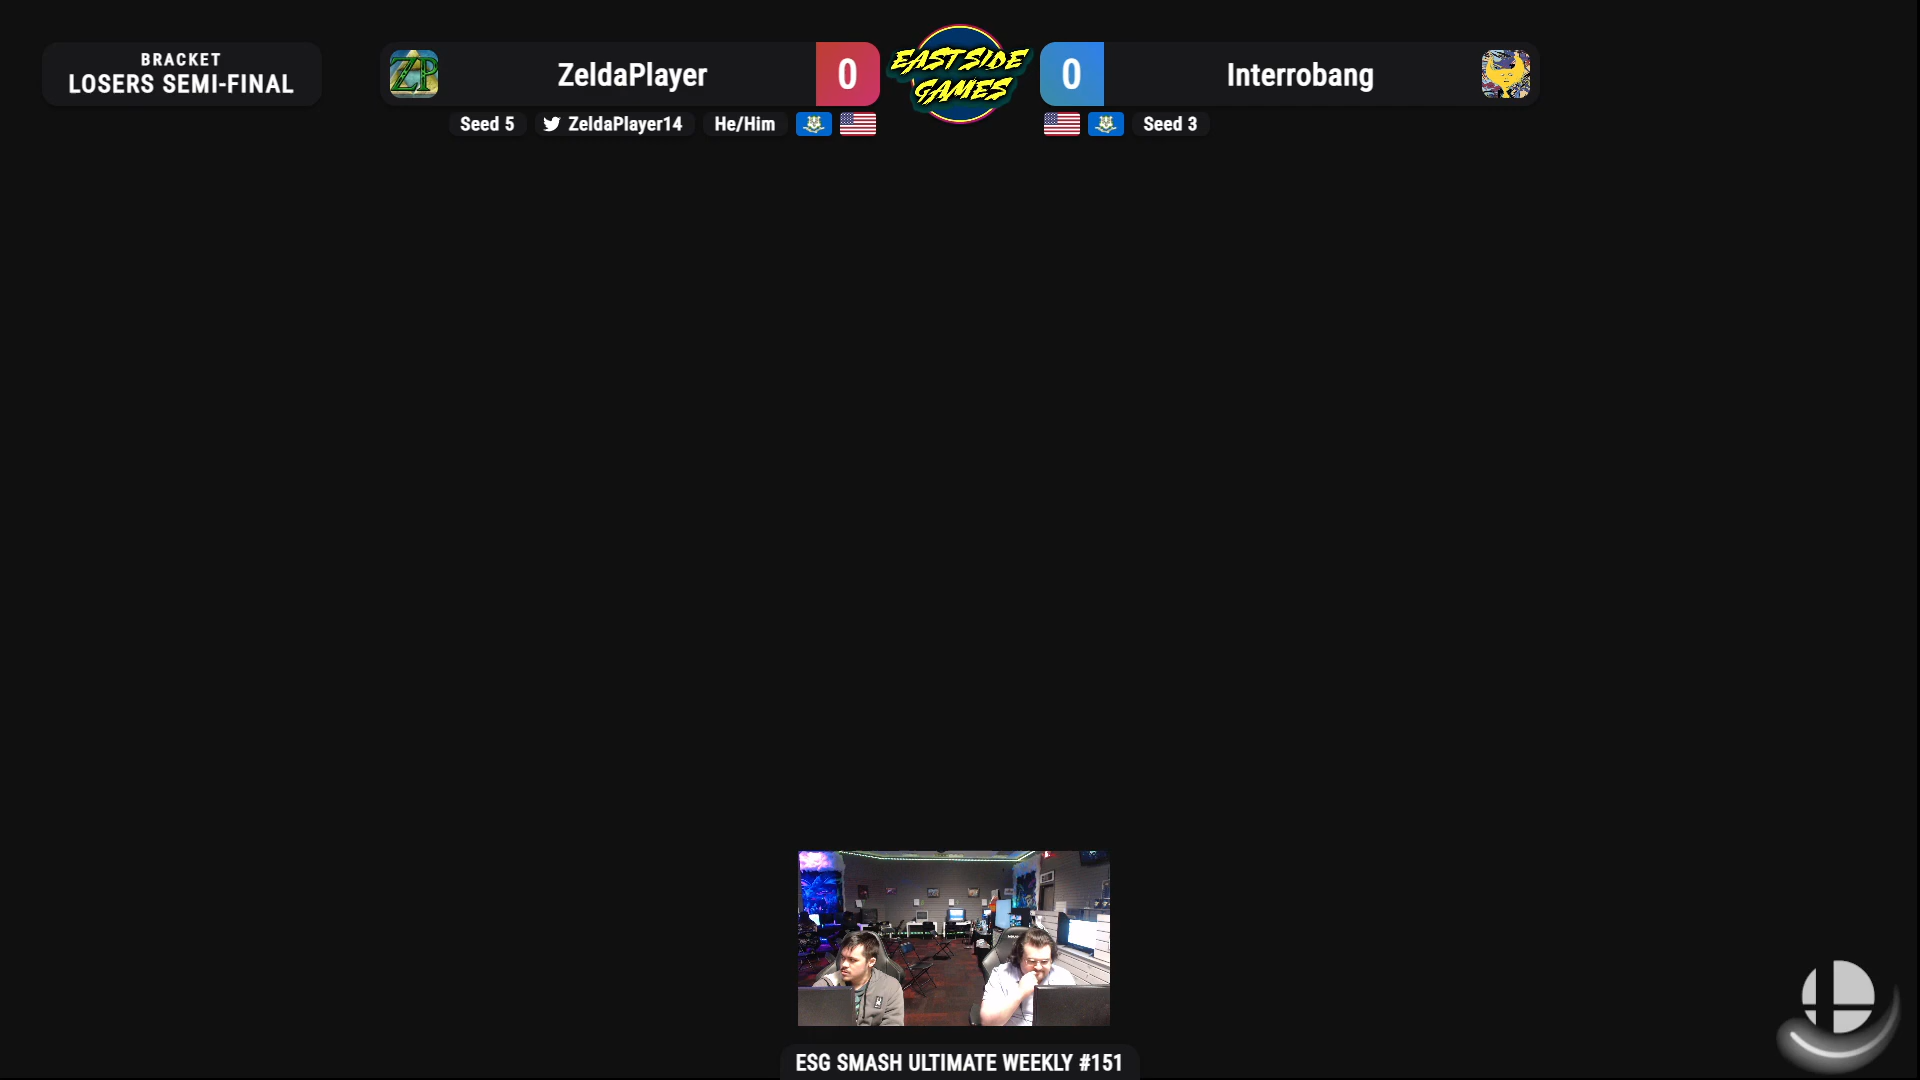 BRACKET
LOSERS SEMI-FINAL
ZP
ZeldaPlayer
0
EAST SIDE
GAMES
0
Interrobang
Seed 5
ZeldaPlayer14
He/Him
Seed 3
ESG SMASH ULTIMATE WEEKLY #151